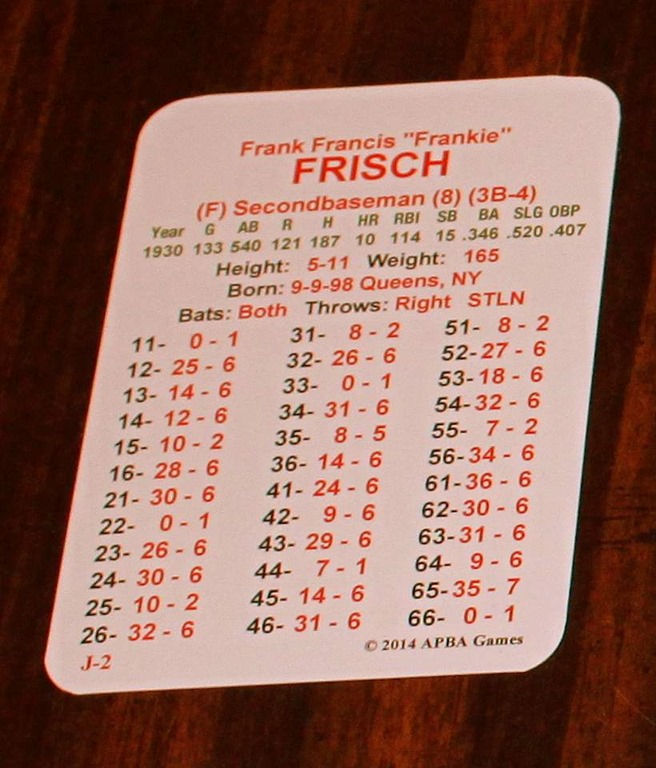 Frank Francis "Frankie"
FRISCH
(F) Secondbaseman (8) (3B-4)
Year G AB R H HR RBI SB BA SLG OBP
1930 133 540 121 187 10 114 15 .346 .520 .407
Height: 5-11 Weight: 165
Born: 9-9-98 Queens, NY
Bats: Both Throws: Right STLN
11- 0 - 1 31- 8 - 2 51- 8 - 2
12- 25 - 6 32- 26 - 6 52- 27 - 6
13- 14 - 6 33- 0 - 1 53- 18 - 6
14- 12 - 6 34- 31 - 6 54- 32 - 6
15- 10 - 2 35- 8 - 5 55- 7 - 2
16- 28 - 6 36- 14 - 6 56- 34 - 6
21- 30 - 6 41- 24 - 6 61- 36 - 6
22- 0 - 1 42- 9 - 6 62- 30 - 6
23- 26 - 6 43- 29 - 6 63- 31 - 6
24- 30 - 6 44- 7 - 1 64- 9 - 6
25- 10 - 2 45- 14 - 6 65- 35 - 7
26- 32 - 6 46- 31 - 6 66- 0 - 1
J-2 © 2014 APBA Games